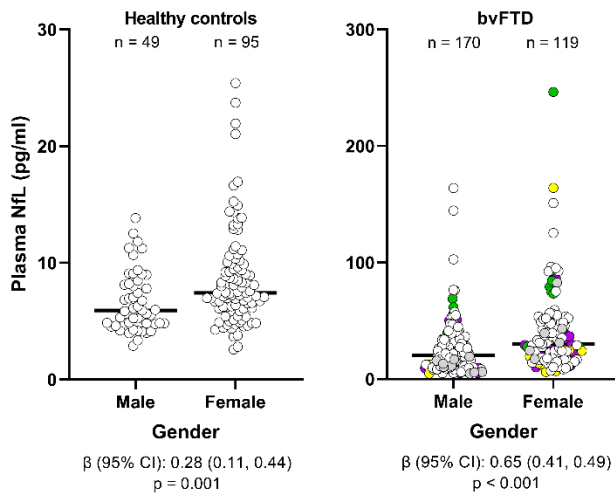 Healthy controls
n = 49 n = 95
Plasma NfL (pg/ml)
30
20
10
0
Male Female
Gender
β (95% CI): 0.28 (0.11, 0.44)
p = 0.001
bvFTD
n = 170 n = 119
300
200
100
0
Male Female
Gender
β (95% CI): 0.65 (0.41, 0.49)
p < 0.001